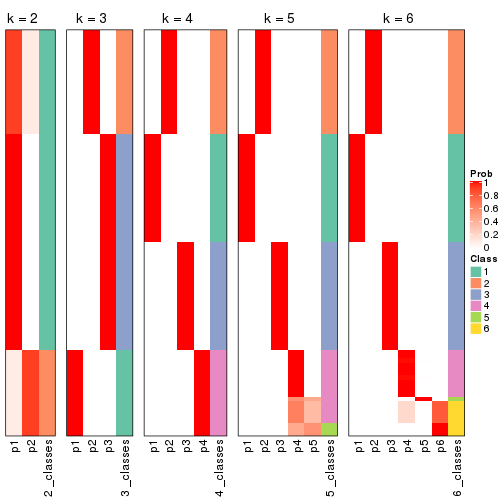 k = 2
k = 3
k = 4
k = 5
k = 6
Prob
1
0.8
0.6
0.4
0.2
0
Class
1
2
3
4
5
6
p1
p2
2_classes
p1
p2
p3
3_classes
p1
p2
p3
p4
4_classes
p1
p2
p3
p4
p5
5_classes
p1
p2
p3
p4
p5
p6
6_classes